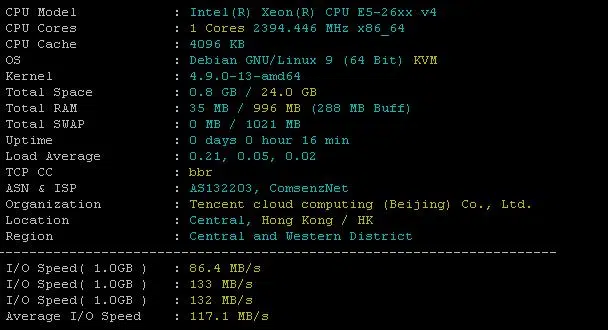 CPU Model : Intel(R) Xeon(R) CPU E5-26xx v4
CPU Cores : 1 Cores 2394.446 MHz x86_64
CPU Cache : 4096 KB
OS : Debian GNU/Linux 9 (64 Bit) KVM
Kernel : 4.9.0-13-amd64
Total Space : 0.8 GB / 24.0 GB
Total RAM : 35 MB / 996 MB (288 MB Buff)
Total SWAP : 0 MB / 1021 MB
Uptime : 0 days 0 hour 16 min
Load Average : 0.21, 0.05, 0.02
TCP CC : bbr
ASN & ISP : AS132203, ComsenzNet
Organization : Tencent cloud computing (Beijing) Co., Ltd.
Location : Central, Hong Kong / HK
Region : Central and Western District
----------------------------------------------------------------------
I/O Speed( 1.0GB ) : 86.4 MB/s
I/O Speed( 1.0GB ) : 133 MB/s
I/O Speed( 1.0GB ) : 132 MB/s
Average I/O Speed : 117.1 MB/s